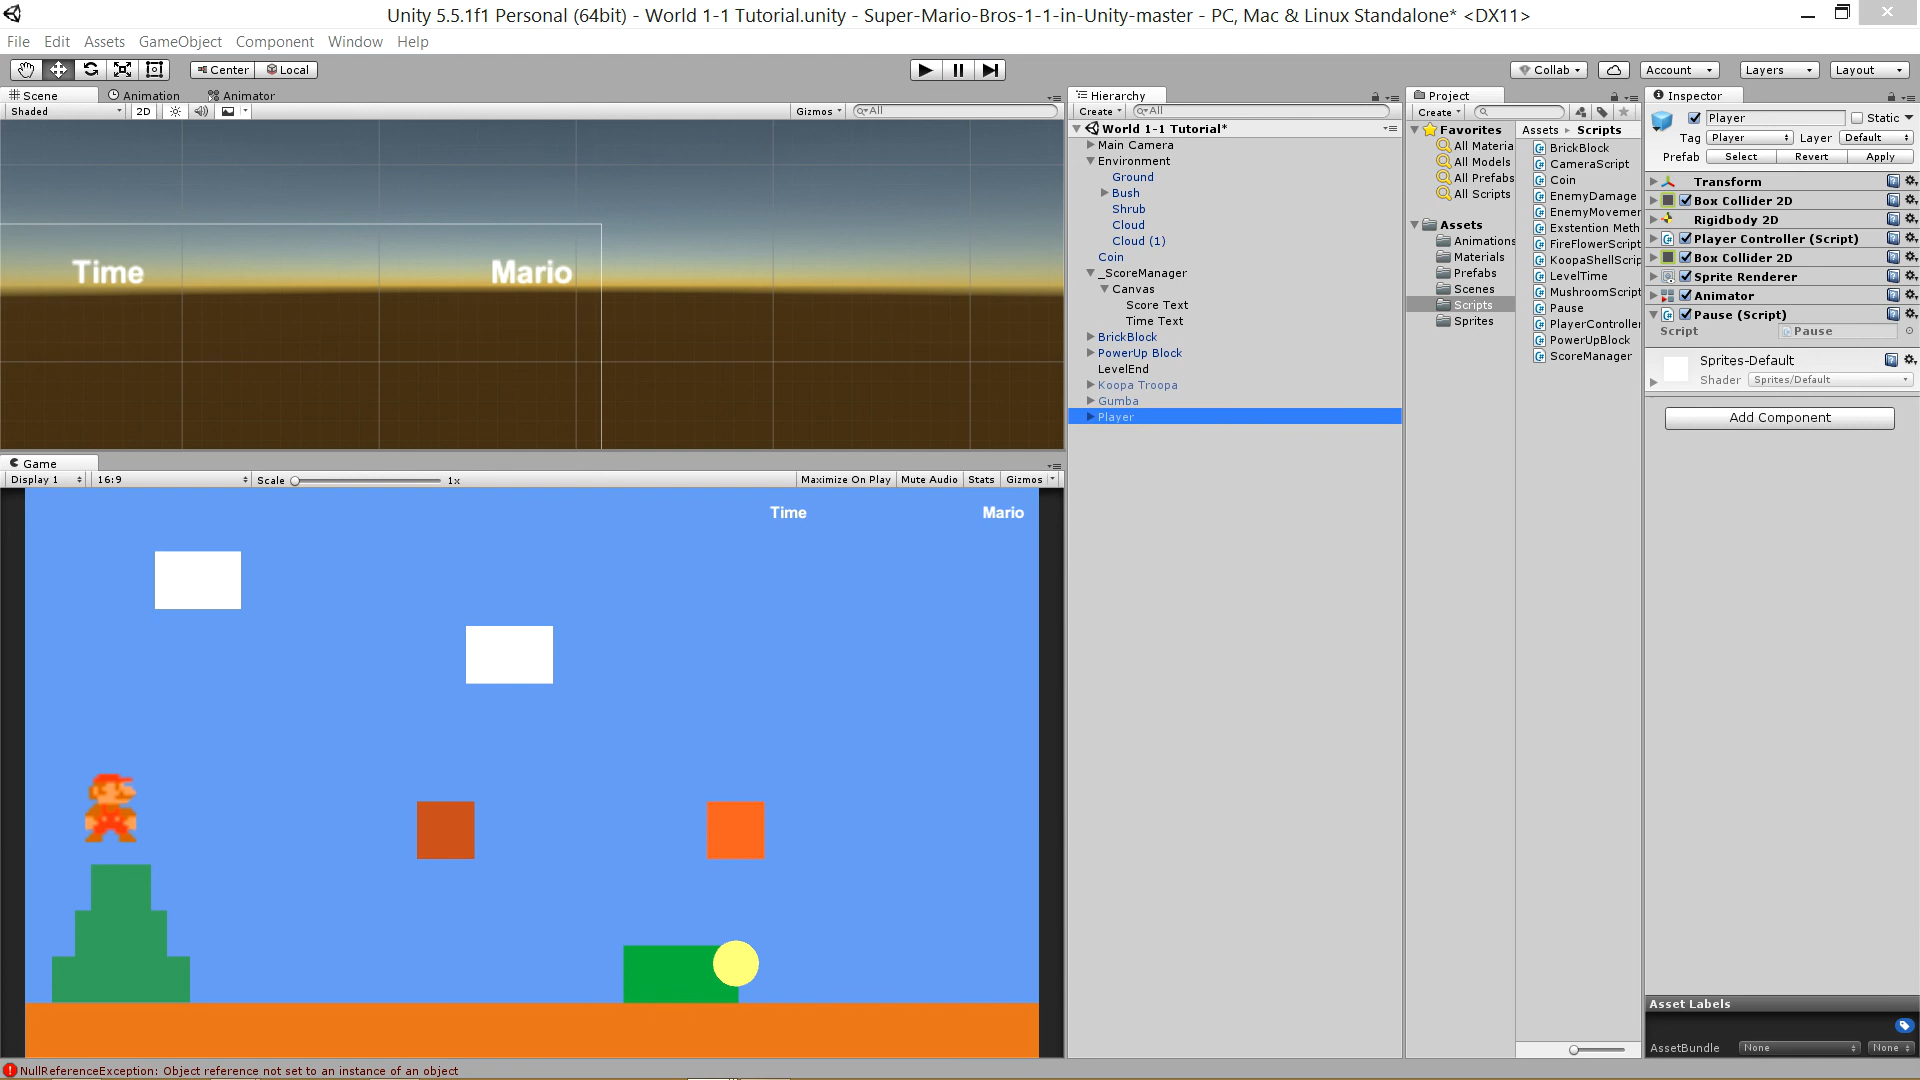 Unity 5.5.1f1 Personal (64bit) - World 1-1 Tutorial.unity - Super-Mario-Bros-1-1-in-Unity-master - PC, Mac & Linux Standalone* <DX11>
File Edit Assets GameObject Component Window Help
Center Local Collab Account Layers Layout
Scene Animation Animator
Shaded 2D Gizmos All
Time Mario
Game
Display 1 16:9 Scale 1x Maximize On Play Mute Audio Stats Gizmos
Time Mario
Hierarchy
Create All
World 1-1 Tutorial*
Main Camera
Environment
Ground
Bush
Shrub
Cloud
Cloud (1)
Coin
_ScoreManager
Canvas
Score Text
Time Text
BrickBlock
PowerUp Block
LevelEnd
Koopa Troopa
Gumba
Player
Project
Create
Favorites
All Materia
All Models
All Prefabs
All Scripts
Assets
Animations
Materials
Prefabs
Scenes
Scripts
Sprites
Assets Scripts
BrickBlock
CameraScript
Coin
EnemyDamage
EnemyMovemen
Exstention Meth
FireFlowerScript
KoopaShellScrip
LevelTime
MushroomScript
Pause
PlayerController
PowerUpBlock
ScoreManager
Inspector
Player Static
Tag Player Layer Default
Prefab Select Revert Apply
Transform
Box Collider 2D
Rigidbody 2D
Player Controller (Script)
Box Collider 2D
Sprite Renderer
Animator
Pause (Script)
Script Pause
Sprites-Default
Shader Sprites/Default
Add Component
Asset Labels
AssetBundle None None
NullReferenceException: Object reference not set to an instance of an object